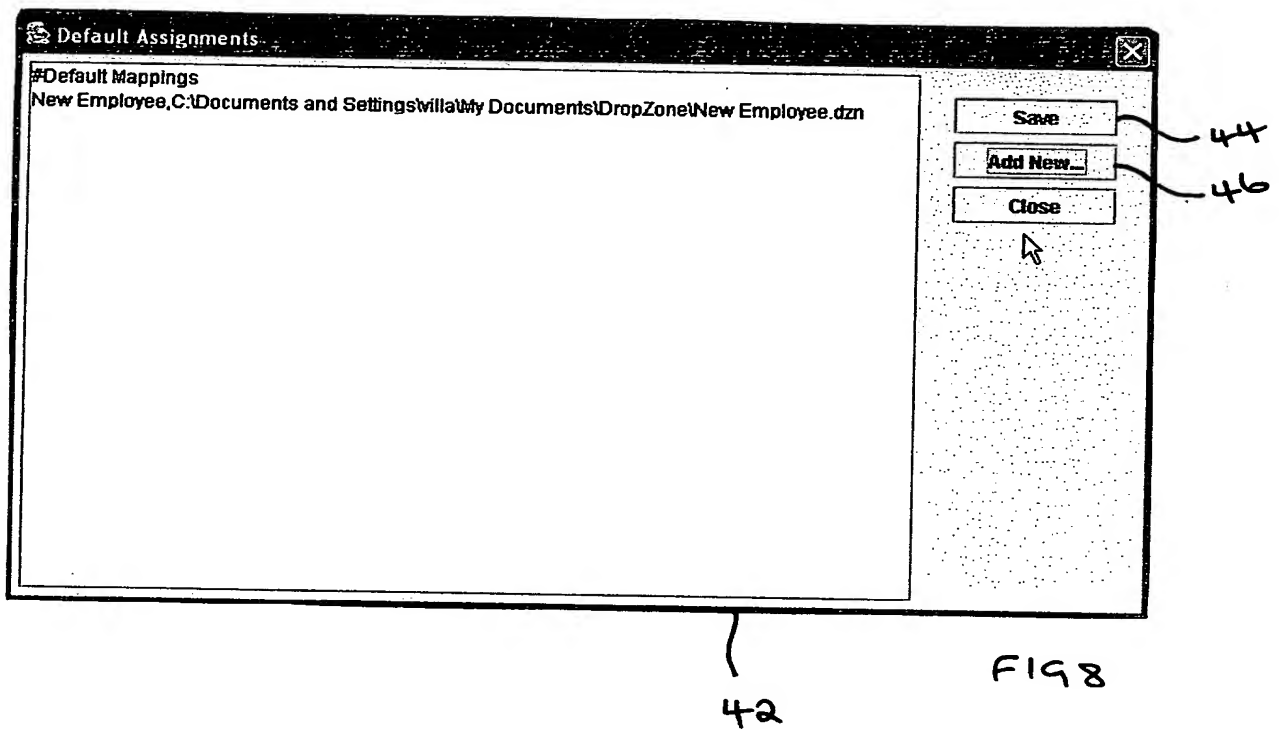 Default Assignments
#Default Mappings
New Employee,C:\Documents and Settings\villa\My Documents\DropZone\New Employee.dzn
Save
44
Add New...
46
Close
42
FIG 8